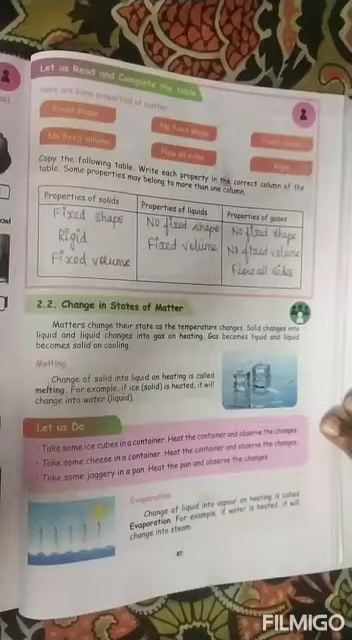 Let us Read and Complete the table
Here are some properties of matter.
Fixed shape
No fixed shape
No fixed volume
Flow all sides
Rigid
Copy the following table. Write each property in the correct column of the
table. Some properties may belong to more than one column.
Properties of solids Properties of liquids Properties of gases
Fixed shape No fixed shape No fixed shape
Rigid Fixed volume No fixed volume
Fixed volume Flow all sides
2.2. Change in States of Matter
Matters change their state as the temperature changes. Solid changes into
liquid and liquid changes into gas on heating. Gas becomes liquid and liquid
becomes solid on cooling.
Melting
Change of solid into liquid on heating is called
melting. For example, if ice (solid) is heated, it will
change into water (liquid).
Let us Do
• Take some ice cubes in a container. Heat the container and observe the changes.
• Take some cheese in a container. Heat the container and observe the changes.
• Take some jaggery in a pan. Heat the pan and observe the changes.
Evaporation
Change of liquid into vapour on heating is called
Evaporation. For example, if water is heated, it will
change into steam.
FILMIGO